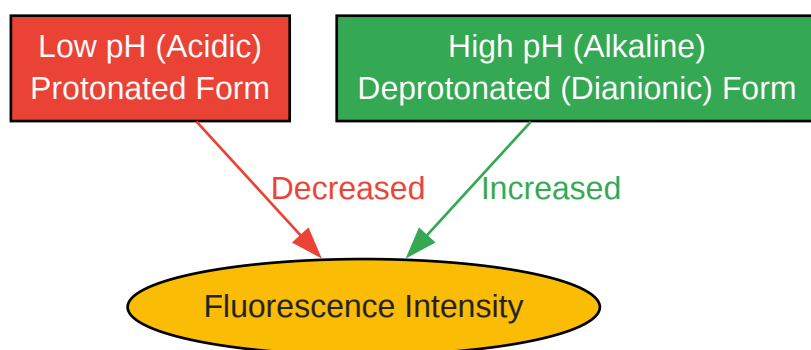 Low pH (Acidic)
Protonated Form
High pH (Alkaline)
Deprotonated (Dianionic) Form
Decreased
Increased
Fluorescence Intensity